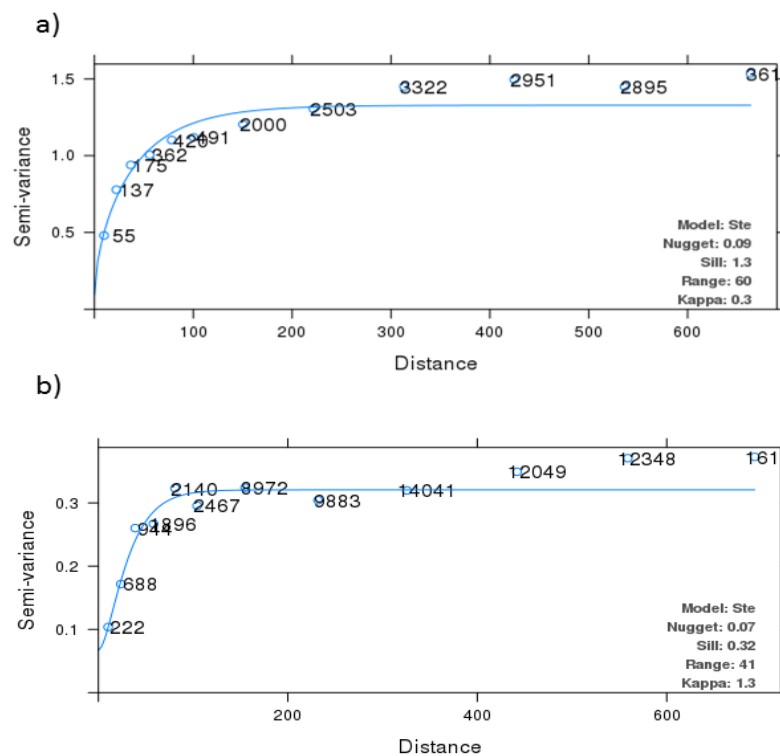 a)
1.5
1.0
0.5
Semi-variance
55
137
175
362
420
491
2000
2503
3322
2951
2895
361
Model: Ste
Nugget: 0.09
Sill: 1.3
Range: 60
Kappa: 0.3
100
200
300
400
500
600
Distance
b)
0.3
0.2
0.1
Semi-variance
222
688
944
1896
2140
2467
8972
9883
14041
12049
12348
161
Model: Ste
Nugget: 0.07
Sill: 0.32
Range: 41
Kappa: 1.3
200
400
600
Distance